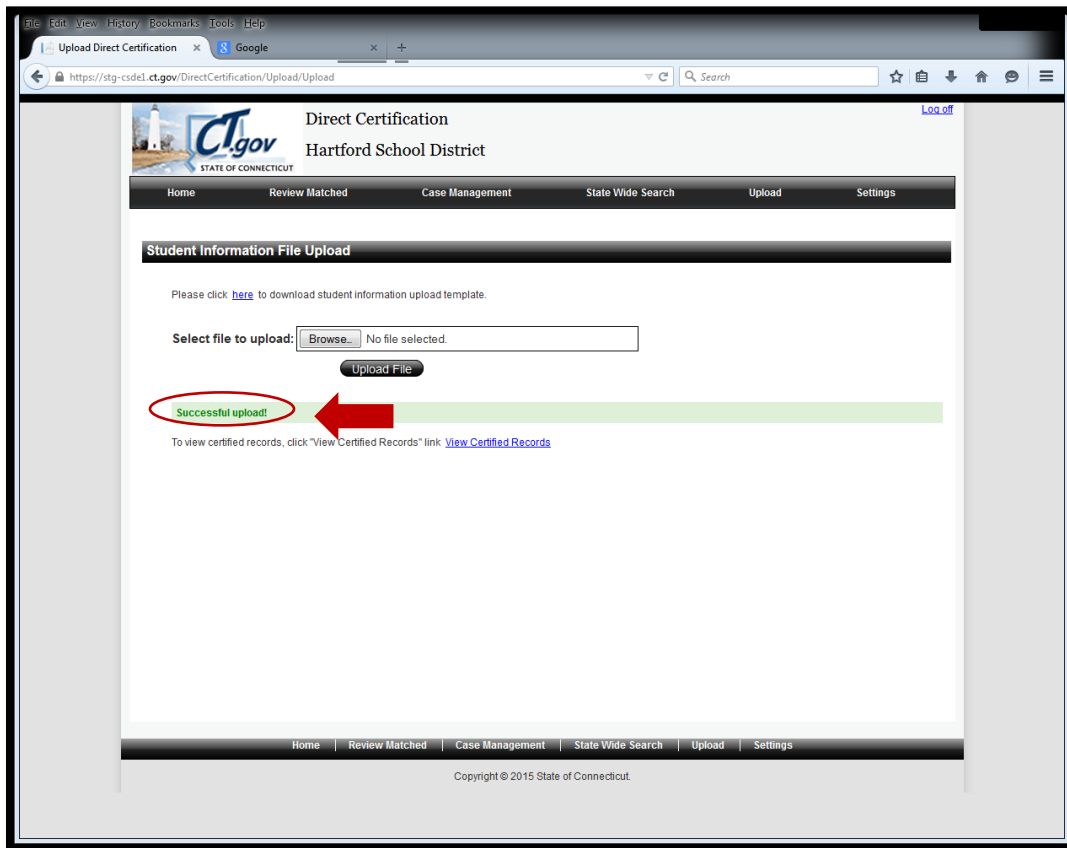 File Edit View History Bookmarks Tools Help
Upload Direct Certification × 8 Google × +
https://stg-csde1.ct.gov/DirectCertification/Upload/Upload Search
CT.gov
STATE OF CONNECTICUT
Direct Certification
Hartford School District
Log off
Home Review Matched Case Management State Wide Search Upload Settings
Student Information File Upload
Please click here to download student information upload template.
Select file to upload: Browse... No file selected.
Upload File
Successful upload!
To view certified records, click "View Certified Records" link View Certified Records
Home | Review Matched | Case Management | State Wide Search | Upload | Settings
Copyright © 2015 State of Connecticut.